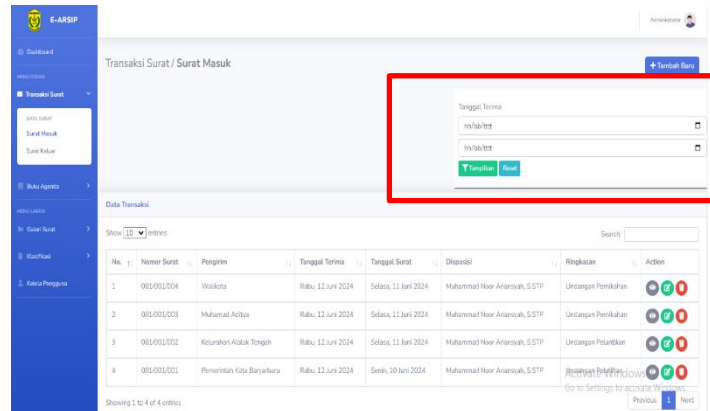 E-ARSIP
Administrator
Dashboard
Transaksi Surat / Surat Masuk
+ Tambah Baru
MENU UTAMA
Transaksi Surat
DATA SURAT
Surat Masuk
Surat Keluar
Buku Agenda
Galeri Surat
Klasifikasi
Kelola Pengguna
Tanggal Terima
hh/bb/tttt
hh/bb/tttt
Tampilkan Reset
Data Transaksi
Show 10 entries
Search:
No. Nomor Surat Pengirim Tanggal Terima Tanggal Surat Disposisi Ringkasan Action
1 001/001/004 Walikota Rabu, 12 Juni 2024 Selasa, 11 Juni 2024 Muhammad Noor Ariansyah, S.STP Undangan Pernikahan
2 001/001/003 Muhamad Aditya Rabu, 12 Juni 2024 Selasa, 11 Juni 2024 Muhammad Noor Ariansyah, S.STP Undangan Pernikahan
3 001/001/002 Kelurahan Alalak Tengah Rabu, 12 Juni 2024 Selasa, 11 Juni 2024 Muhammad Noor Ariansyah, S.STP Undangan Pelantikan
4 001/001/001 Pemerintah Kota Banjarbaru Rabu, 12 Juni 2024 Senin, 10 Juni 2024 Muhammad Noor Ariansyah, S.STP Undangan Pelatihan
Activate Windows
Go to Settings to activate Windows.
Showing 1 to 4 of 4 entries
Previous 1 Next